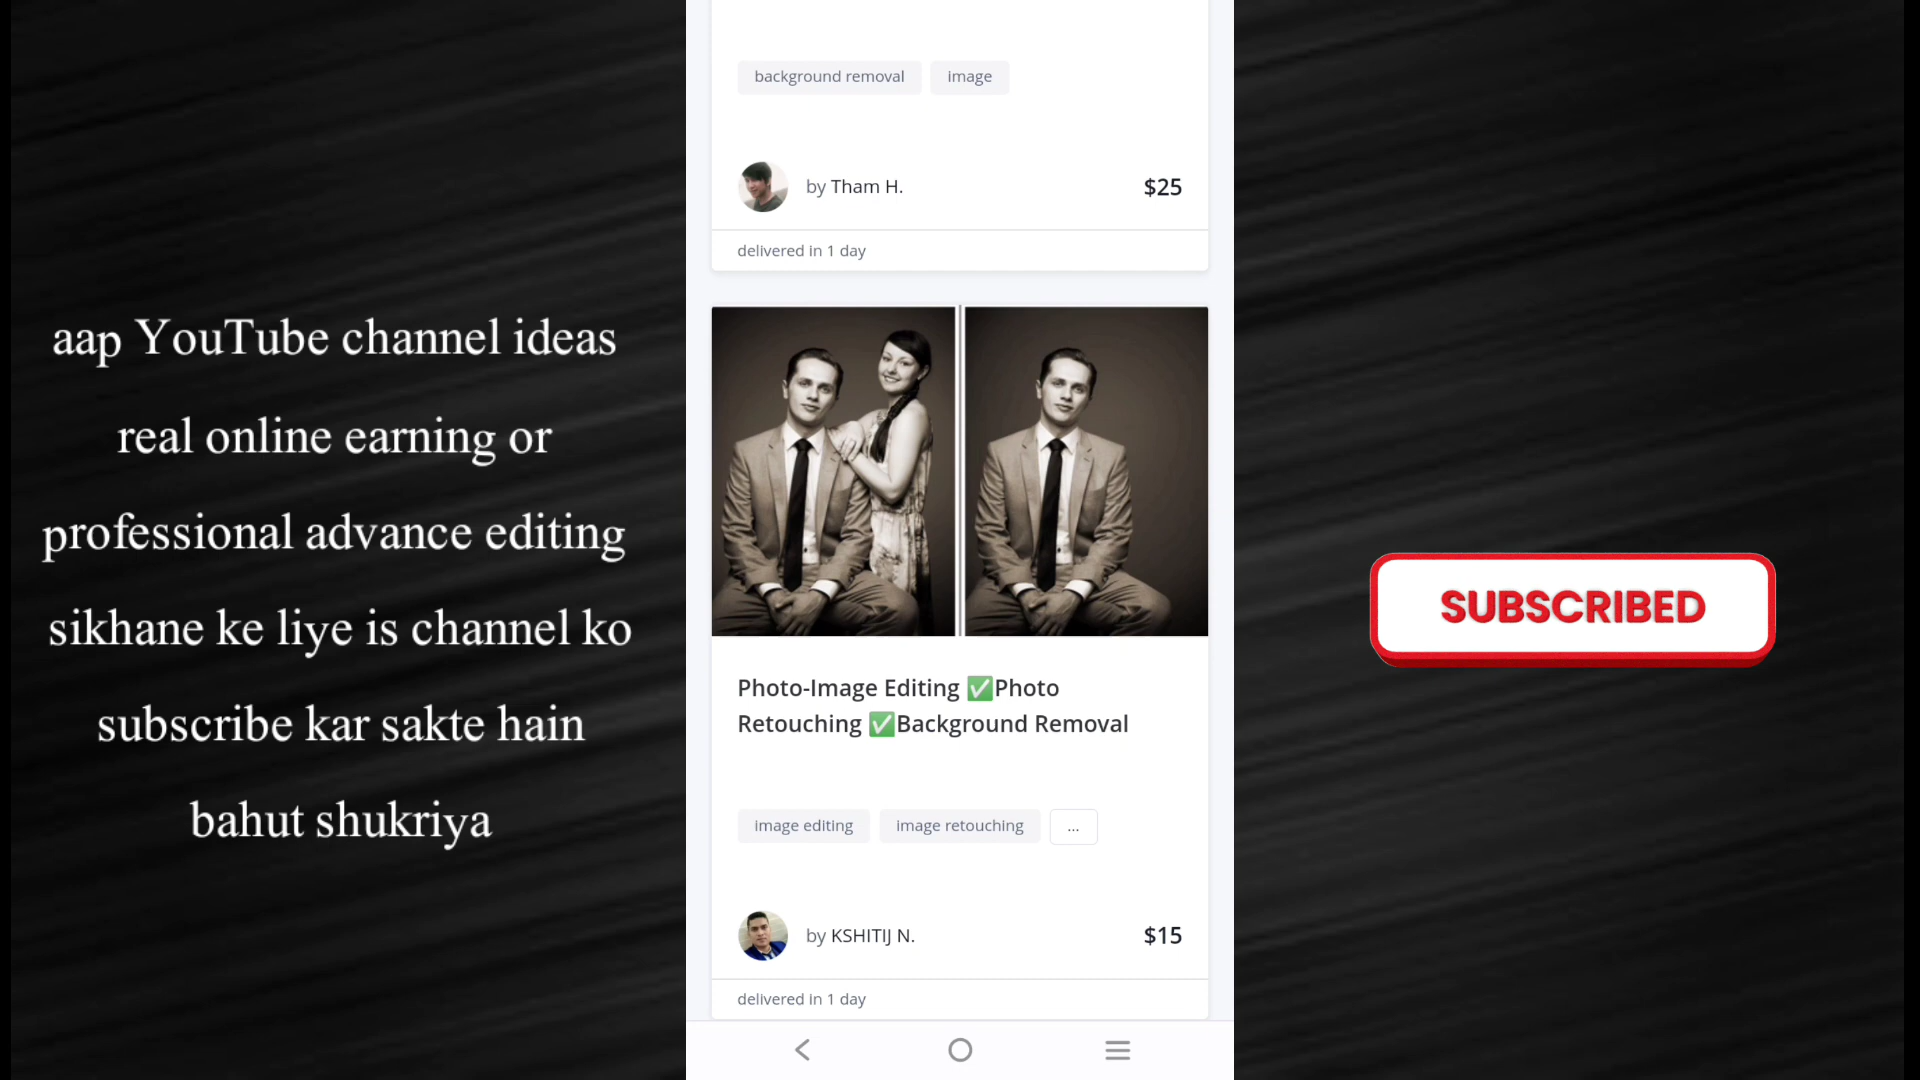 aap YouTube channel ideas
real online earning or
professional advance editing
sikhane ke liye is channel ko
subscribe kar sakte hain
bahut shukriya
background removal
image
by Tham H.
$25
delivered in 1 day
Photo-Image Editing ✅Photo
Retouching ✅Background Removal
image editing
image retouching
...
by KSHITIJ N.
$15
delivered in 1 day
SUBSCRIBED